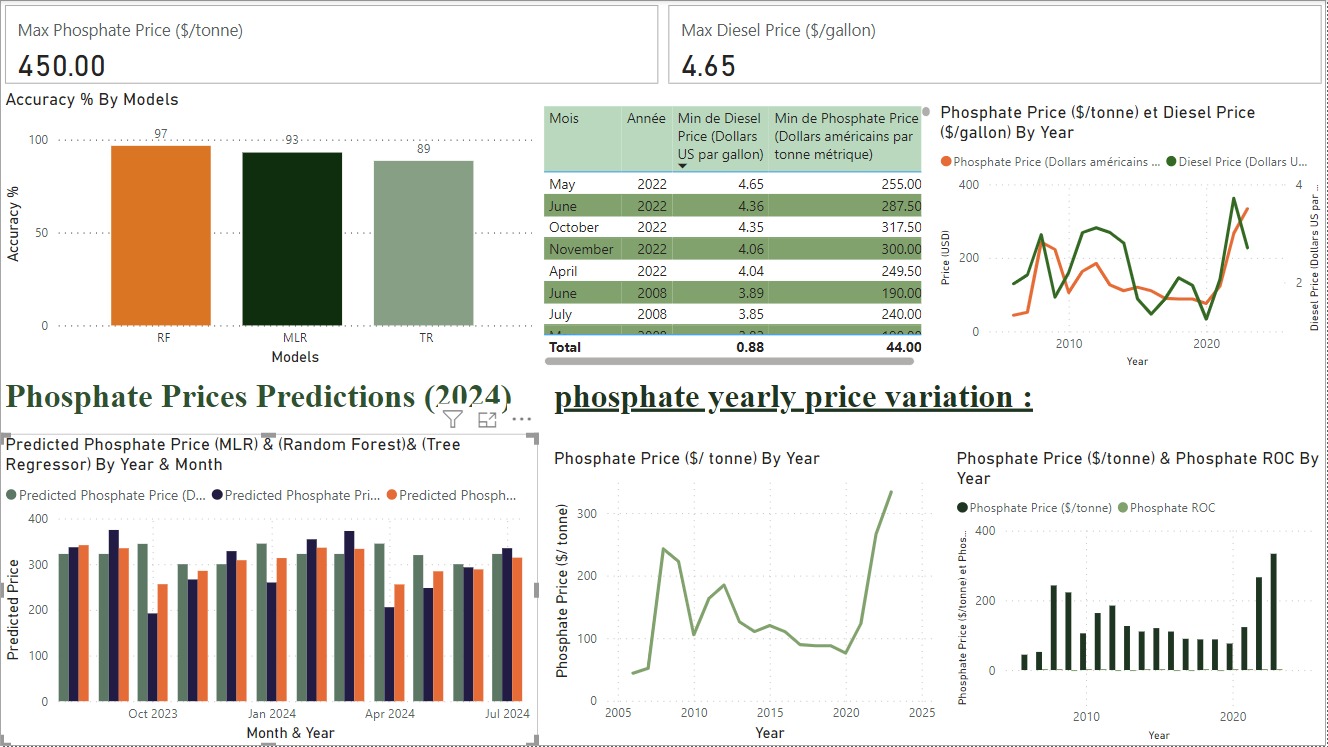 Max Phosphate Price ($/tonne)
450.00
Max Diesel Price ($/gallon)
4.65
Accuracy % By Models
Accuracy %
100
50
0
97
93
89
RF MLR TR
Models
Mois Année Min de Diesel Price (Dollars US par gallon) Min de Phosphate Price (Dollars américains par tonne métrique)
May 2022 4.65 255.00
June 2022 4.36 287.50
October 2022 4.35 317.50
November 2022 4.06 300.00
April 2022 4.04 249.50
June 2008 3.89 190.00
July 2008 3.85 240.00
Total 0.88 44.00
Phosphate Price ($/tonne) et Diesel Price
($/gallon) By Year
Phosphate Price (Dollars américains ... Diesel Price (Dollars U...
Price (USD)
400
200
0
4
2
Diesel Price (Dollars US par ...
2010 2020
Year
Phosphate Prices Predictions (2024)
phosphate yearly price variation :
Predicted Phosphate Price (MLR) & (Random Forest)& (Tree
Regressor) By Year & Month
Predicted Phosphate Price (D... Predicted Phosphate Pri... Predicted Phosph...
Predicted Price
400
300
200
100
0
Oct 2023 Jan 2024 Apr 2024 Jul 2024
Month & Year
Phosphate Price ($/ tonne) By Year
Phosphate Price ($/ tonne)
300
200
100
0
2005 2010 2015 2020 2025
Year
Phosphate Price ($/tonne) & Phosphate ROC By
Year
Phosphate Price ($/tonne) Phosphate ROC
Phosphate Price ($/tonne) et Phos...
400
200
0
2010 2020
Year